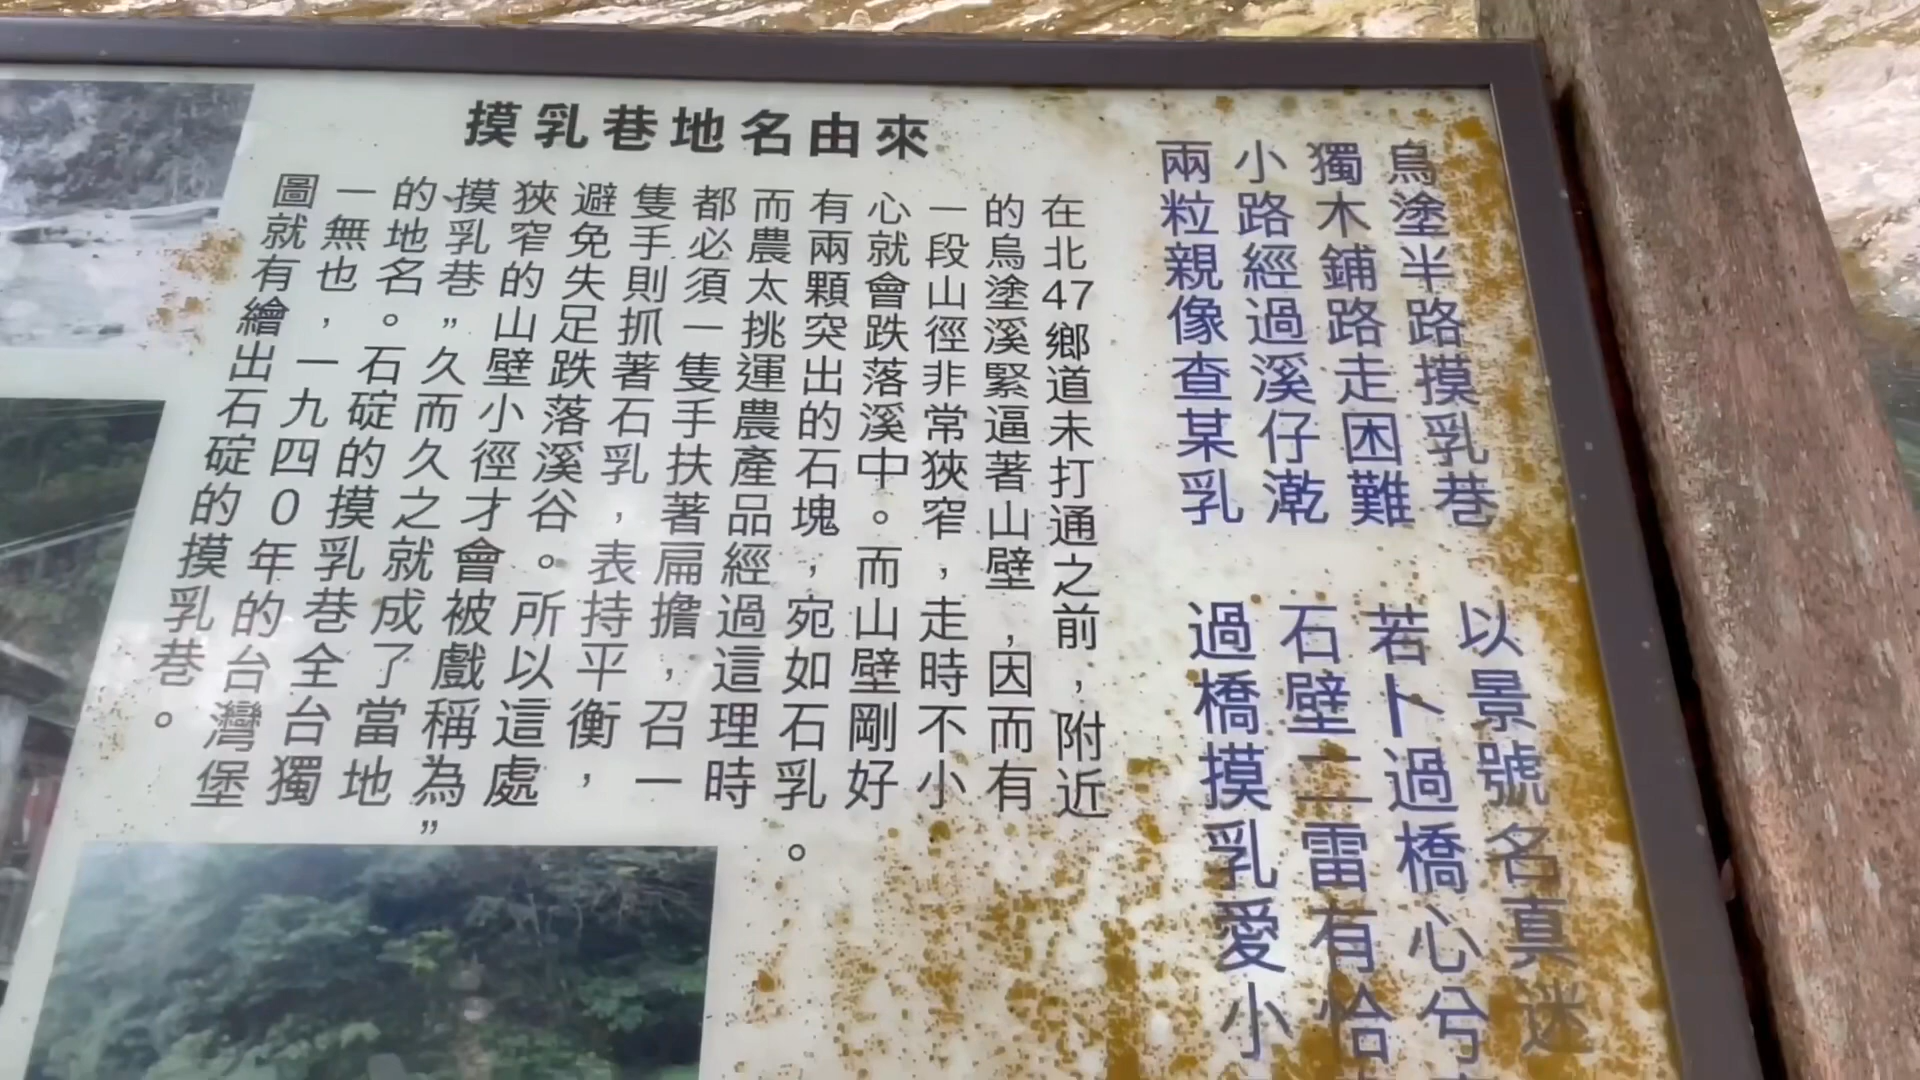 摸乳巷地名由來
烏塗半路摸乳巷
獨木鋪路走困難
小路經過溪仔漧
兩粒親像查某乳
以景號名真迷
若卜過橋心兮
石壁二雷有恰
過橋摸乳愛小
在北47鄉道未打通之前，附近
的烏塗溪緊逼著山壁，因而有
一段山徑非常狹窄，走時不小
心就會跌落溪中。而山壁剛好
有兩顆突出的石塊，宛如石乳。
而農太挑運農產品經過這理時
都必須一隻手扶著扁擔，召一
隻手則抓著石乳，表持平衡，
避免失足跌落溪谷。所以這處
狹窄的山壁小徑才會被戲稱為”
摸乳巷”久而久之就成了當地
的地名。石碇的摸乳巷全台獨
一無也，一九四0年的台灣堡
圖就有繪出石碇的摸乳巷。